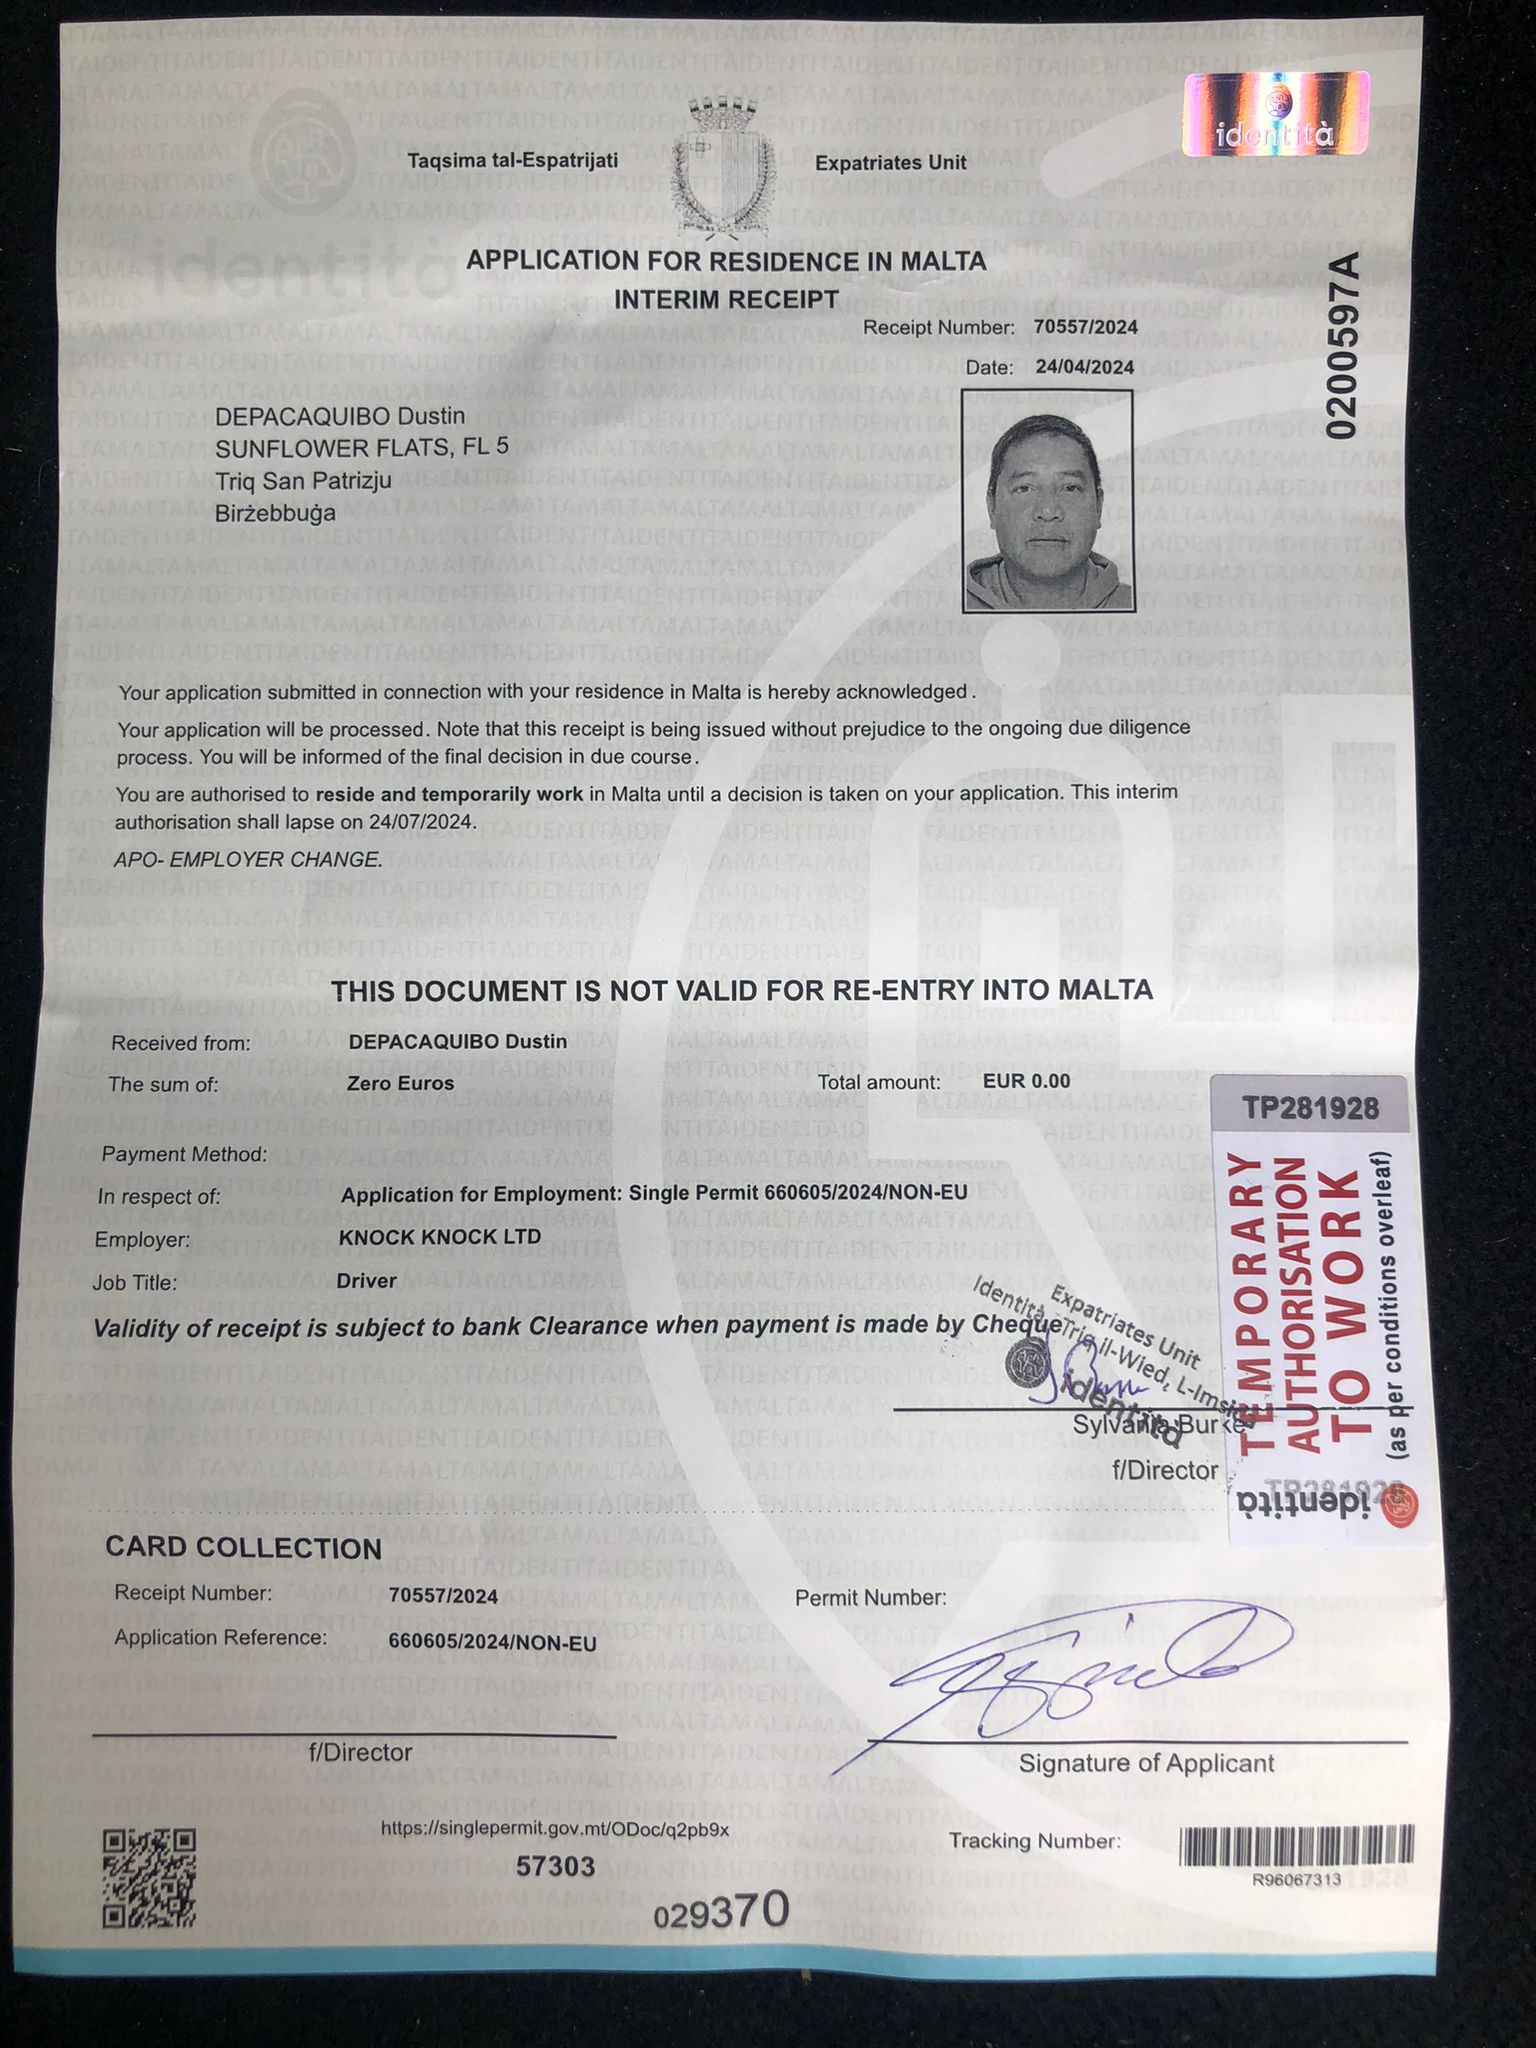 identità
Taqsima tal-Espatrijati
Expatriates Unit
identità
APPLICATION FOR RESIDENCE IN MALTA
INTERIM RECEIPT
0200597A
Receipt Number: 70557/2024
Date: 24/04/2024
DEPACAQUIBO Dustin
SUNFLOWER FLATS, FL 5
Triq San Patrizju
Birżebbuġa
Your application submitted in connection with your residence in Malta is hereby acknowledged.
Your application will be processed. Note that this receipt is being issued without prejudice to the ongoing due diligence
process. You will be informed of the final decision in due course.
You are authorised to reside and temporarily work in Malta until a decision is taken on your application. This interim
authorisation shall lapse on 24/07/2024.
APO- EMPLOYER CHANGE.
THIS DOCUMENT IS NOT VALID FOR RE-ENTRY INTO MALTA
Received from: DEPACAQUIBO Dustin
The sum of: Zero Euros Total amount: EUR 0.00
Payment Method:
In respect of: Application for Employment: Single Permit 660605/2024/NON-EU
Employer: KNOCK KNOCK LTD
Job Title: Driver
Validity of receipt is subject to bank Clearance when payment is made by Cheque
Expatriates Unit
Identità Triq il-Wied, L-Imsida
identità
Sylvania Burke
f/Director
TP281928
TEMPORARY
AUTHORISATION
TO WORK
(as per conditions overleaf)
TP281928
identità
CARD COLLECTION
Receipt Number: 70557/2024 Permit Number:
Application Reference: 660605/2024/NON-EU
f/Director
Signature of Applicant
https://singlepermit.gov.mt/ODoc/q2pb9x
57303
029370
Tracking Number:
R96067313